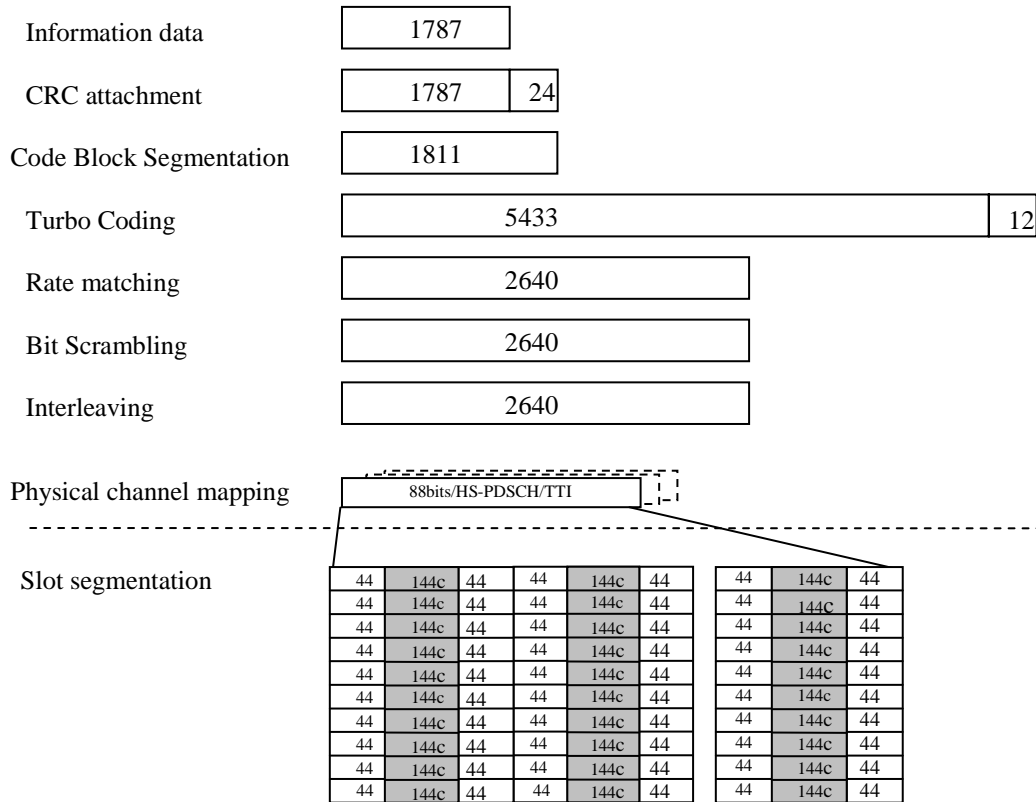 Information data 1787
CRC attachment 1787 24
Code Block Segmentation 1811
Turbo Coding 5433 12
Rate matching 2640
Bit Scrambling 2640
Interleaving 2640
Physical channel mapping 88bits/HS-PDSCH/TTI
Slot segmentation 44 144c 44 44 144c 44 44 144c 44
44 144c 44 44 144c 44 44 144c 44
44 144c 44 44 144c 44 44 144c 44
44 144c 44 44 144c 44 44 144c 44
44 144c 44 44 144c 44 44 144c 44
44 144c 44 44 144c 44 44 144c 44
44 144c 44 44 144c 44 44 144c 44
44 144c 44 44 144c 44 44 144c 44
44 144c 44 44 144c 44 44 144c 44
44 144c 44 44 144c 44 44 144c 44